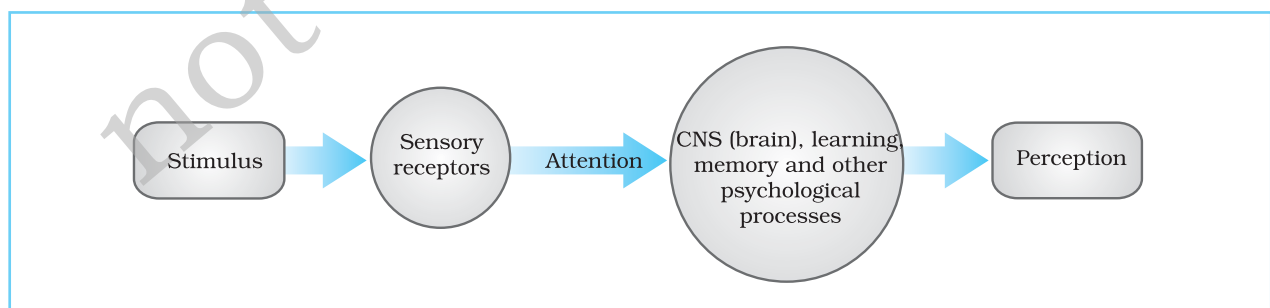 not
Stimulus
Sensory
receptors
Attention
CNS (brain), learning,
memory and other
psychological
processes
Perception